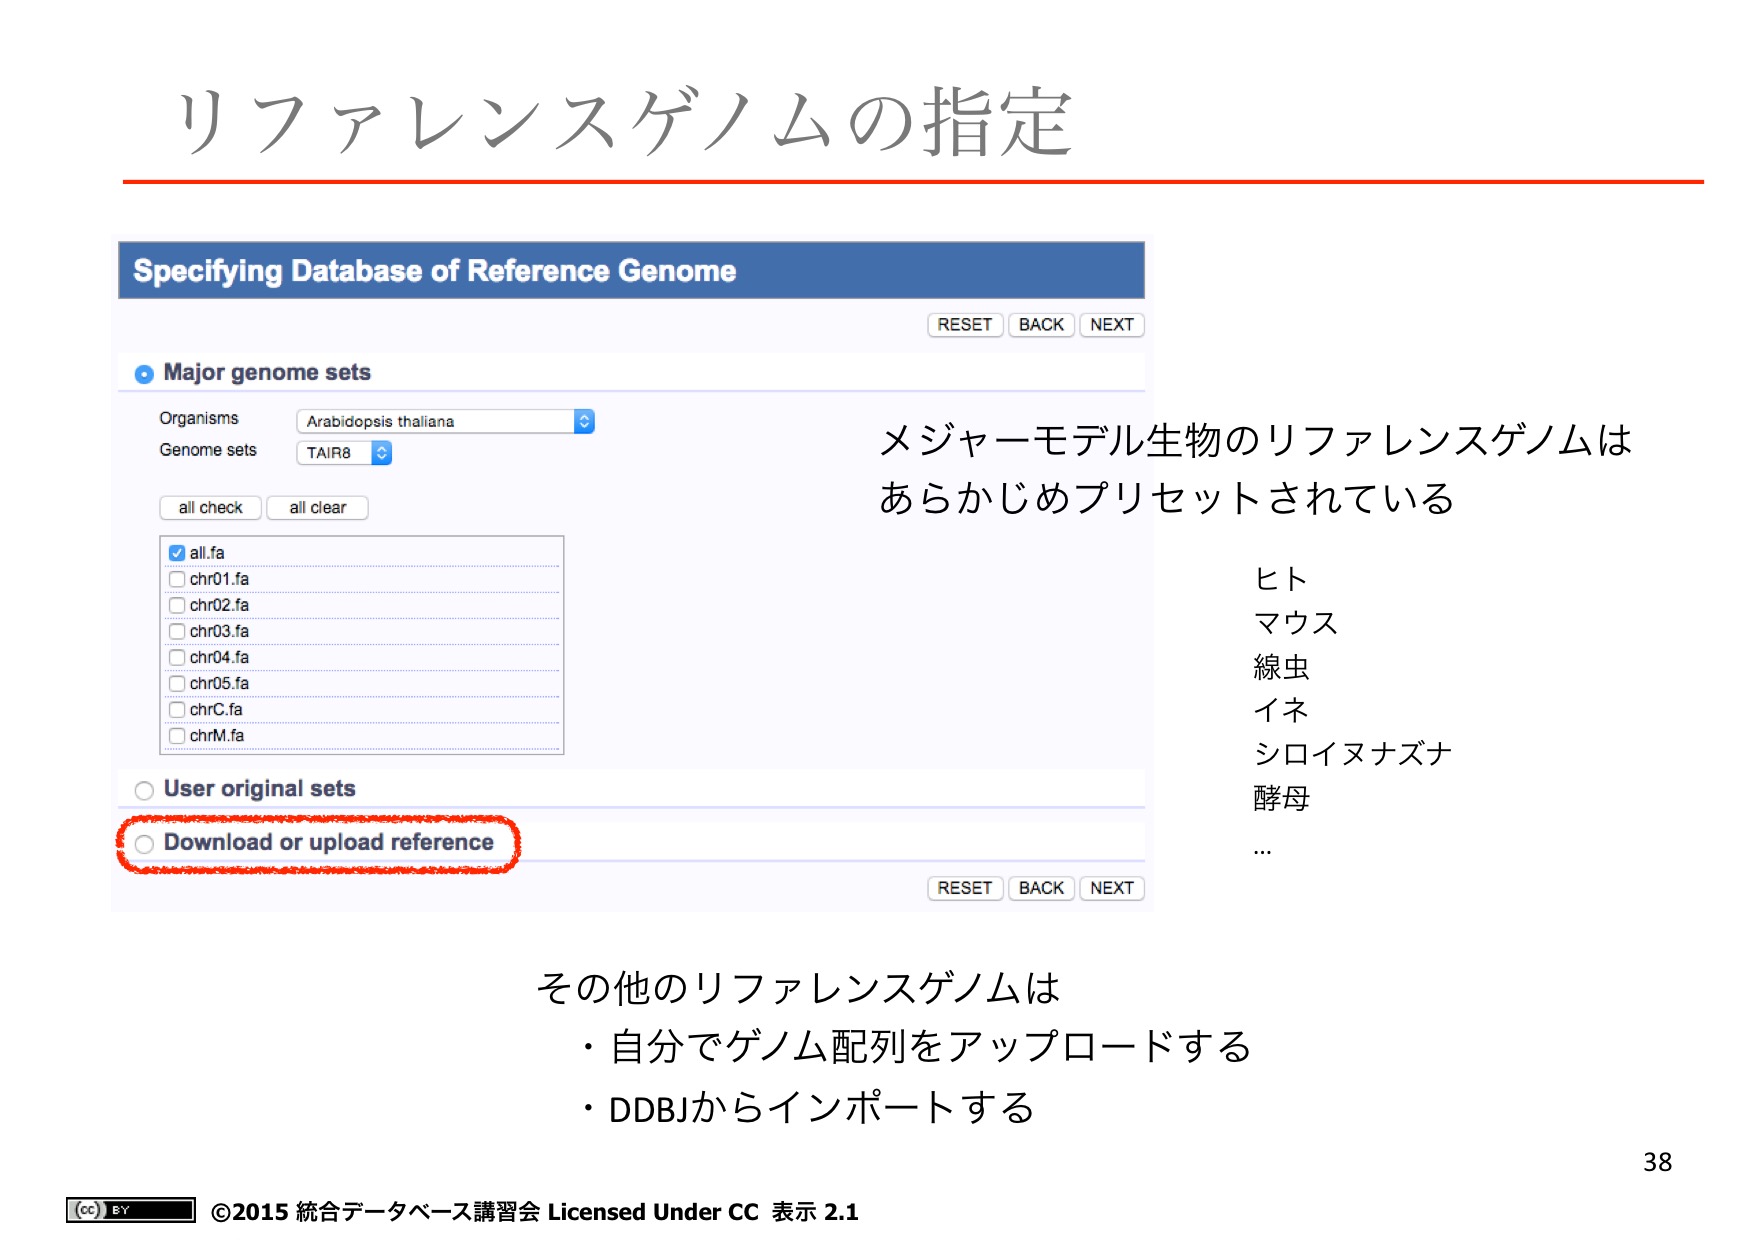 リファレンスゲノムの指定
Specifying Database of Reference Genome
RESET BACK NEXT
Major genome sets
Organisms Arabidopsis thaliana
Genome sets TAIR8
all check all clear
all.fa
chr01.fa
chr02.fa
chr03.fa
chr04.fa
chr05.fa
chrC.fa
chrM.fa
User original sets
Download or upload reference
RESET BACK NEXT
メジャーモデル生物のリファレンスゲノムは
あらかじめプリセットされている
ヒト
マウス
線虫
イネ
シロイヌナズナ
酵母
...
その他のリファレンスゲノムは
・自分でゲノム配列をアップロードする
・DDBJからインポートする
38
(cc) BY ©2015 統合データベース講習会 Licensed Under CC 表示 2.1